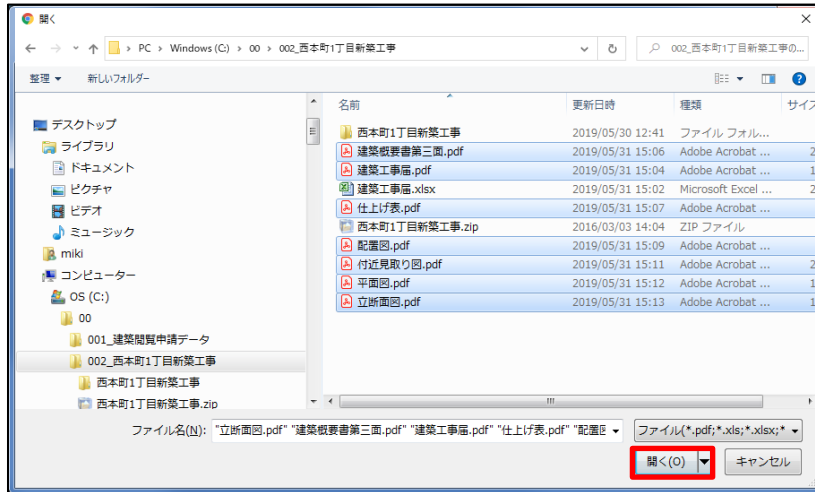 開く
PC › Windows (C:) › 00 › 002_西本町1丁目新築工事
002_西本町1丁目新築工事の...
整理 新しいフォルダー
名前 更新日時 種類 サイズ
西本町1丁目新築工事 2019/05/30 12:41 ファイル フォル...
建築概要書第三面.pdf 2019/05/31 15:06 Adobe Acrobat ... 2
建築工事届.pdf 2019/05/31 15:04 Adobe Acrobat ... 1
建築工事届.xlsx 2019/05/31 15:02 Microsoft Excel ... 2
仕上げ表.pdf 2019/05/31 15:07 Adobe Acrobat ...
西本町1丁目新築工事.zip 2016/03/03 14:04 ZIP ファイル
配置図.pdf 2019/05/31 15:09 Adobe Acrobat ...
付近見取り図.pdf 2019/05/31 15:11 Adobe Acrobat ... 2
平面図.pdf 2019/05/31 15:12 Adobe Acrobat ... 1
立断面図.pdf 2019/05/31 15:13 Adobe Acrobat ... 1
デスクトップ
ライブラリ
ドキュメント
ピクチャ
ビデオ
ミュージック
miki
コンピューター
OS (C:)
00
001_建築閲覧申請データ
002_西本町1丁目新築工事
西本町1丁目新築工事
西本町1丁目新築工事.zip
ファイル名(N): "立断面図.pdf" "建築概要書第三面.pdf" "建築工事届.pdf" "仕上げ表.pdf" "配置図 ファイル(*.pdf;*.xls;*.xlsx;*
開く(O) キャンセル